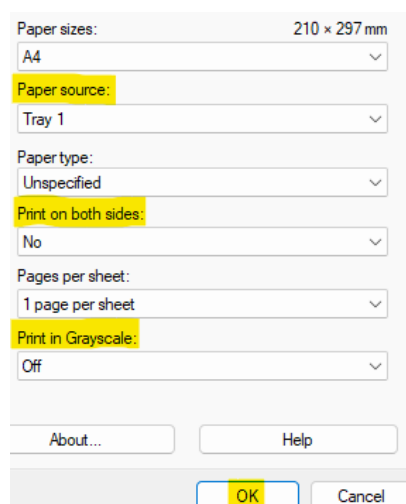 Paper sizes: 210 × 297 mm
A4
Paper source:
Tray 1
Paper type:
Unspecified
Print on both sides:
No
Pages per sheet:
1 page per sheet
Print in Grayscale:
Off
About... Help
OK Cancel